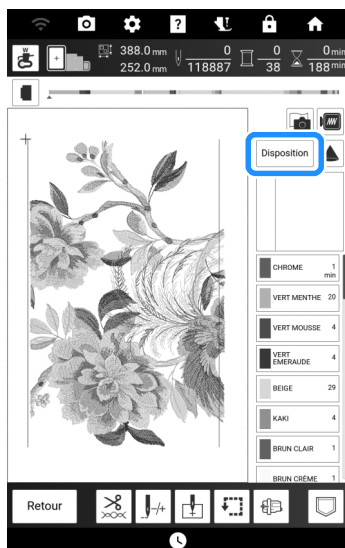 ?
W
388.0 mm
252.0 mm
0
118887
0
38
0 min
188 min
Disposition
CHROME 1 min
VERT MENTHE 20
VERT MOUSSE 4
VERT EMERAUDE 4
BEIGE 29
KAKI 4
BRUN CLAIR 1
BRUN CRÈME 1
Retour
-/+